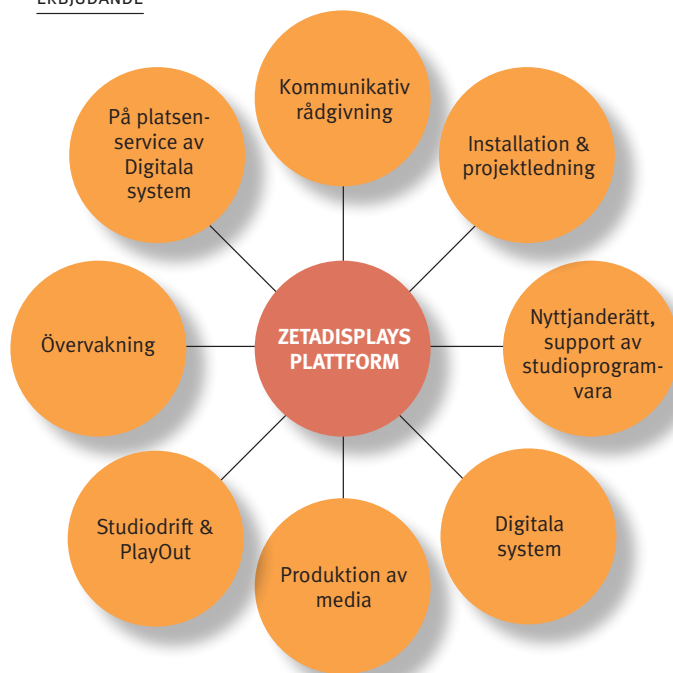 ERBJUDANDE
Kommunikativ
rådgivning
Installation &
projektledning
Nyttjanderätt,
support av
studioprogram-
vara
Digitala
system
Produktion av
media
Studiodrift &
PlayOut
Övervakning
På platsen-
service av
Digitala
system
ZETADISPLAYS
PLATTFORM